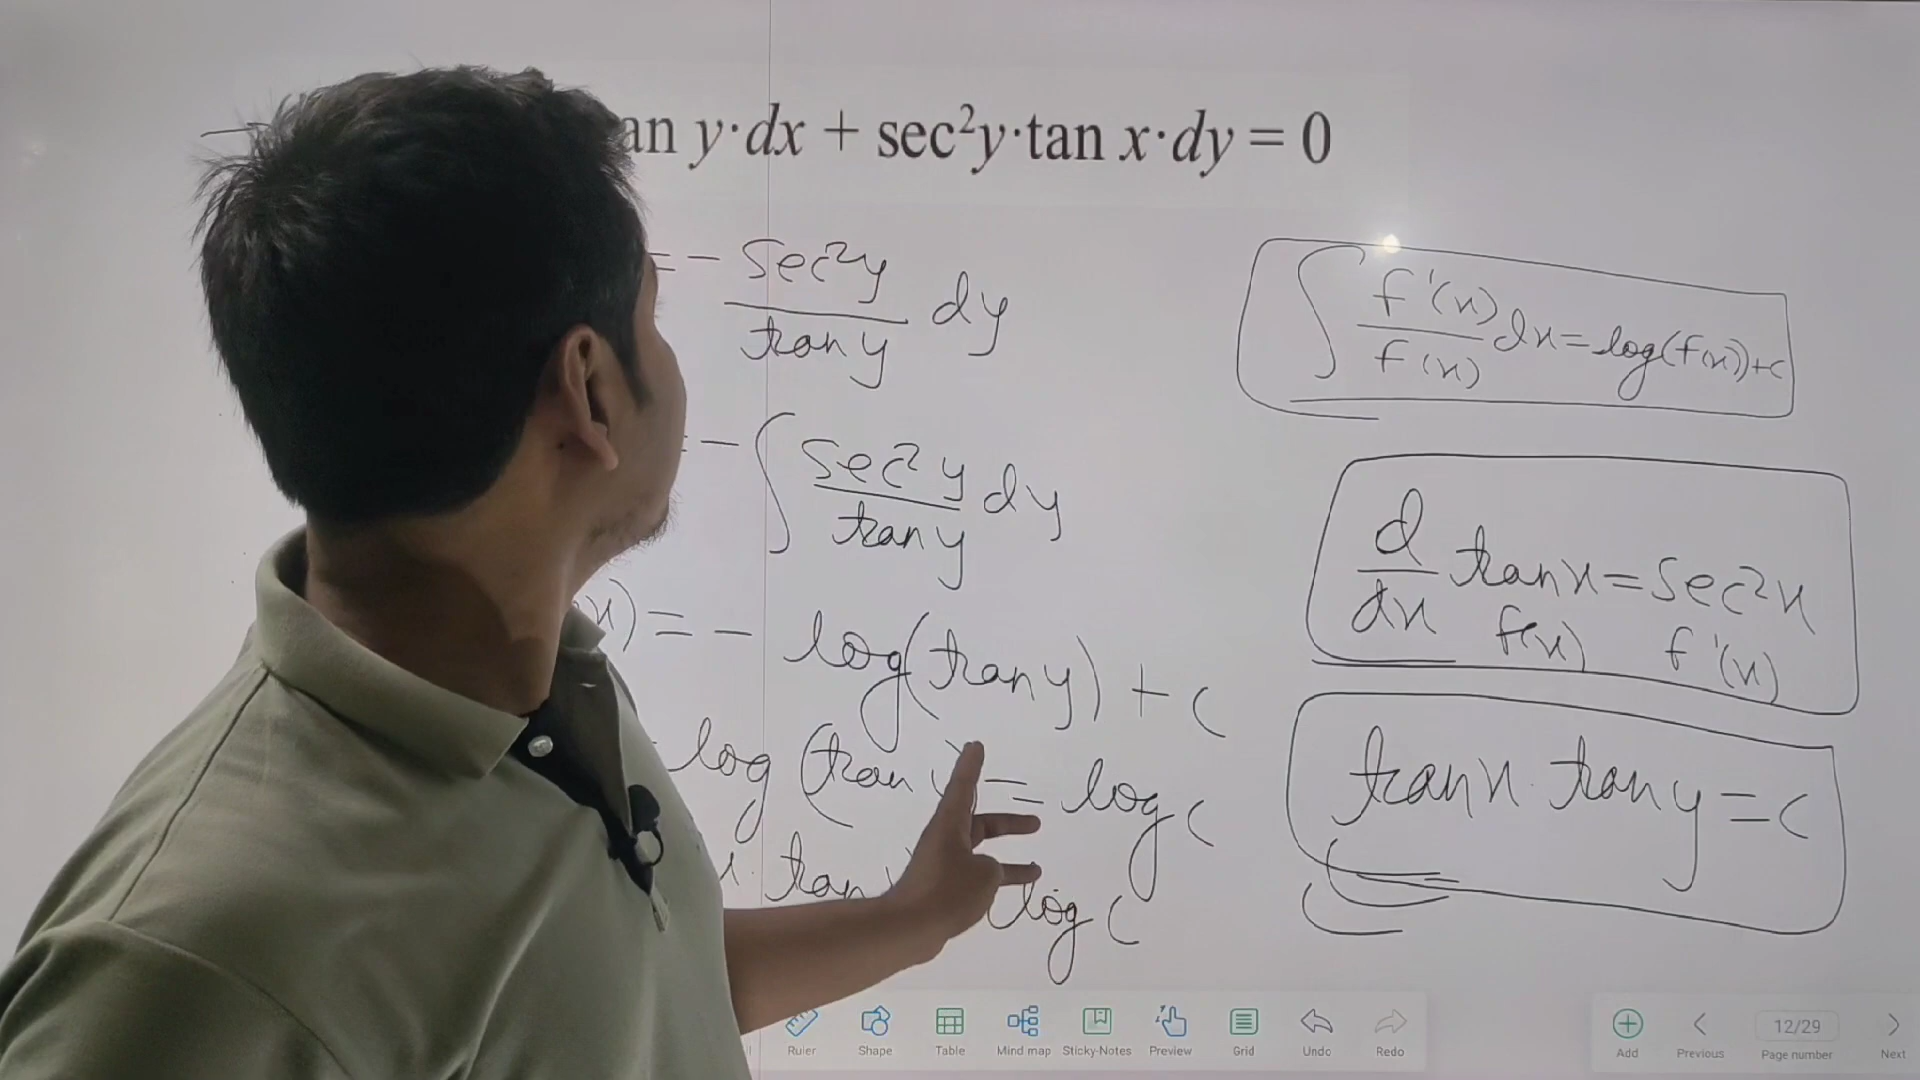 an y·dx + sec²y·tan x·dy = 0
= - sec²y / tan y dy
∫ f'(x) / f(x) dx = log(f(x)) + c
- ∫ sec²y / tan y dy
d/dx tan x = sec²x
f(x) f'(x)
x) = - log(tan y) + c
log (tan y) = log c
tan x · tan y = c
x · tan y log c
Ruler Shape Table Mind map Sticky-Notes Preview Grid Undo Redo Add Previous 12/29 Page number Next